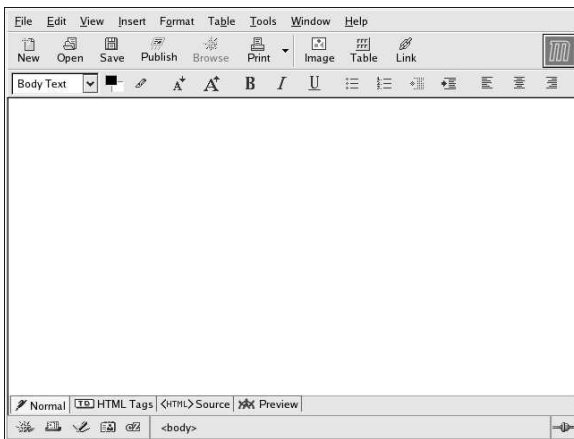 File Edit View Insert Format Table Tools Window Help
New Open Save Publish Browse Print Image Table Link
Body Text B I U
Normal TD HTML Tags <HTML> Source Preview
<body>